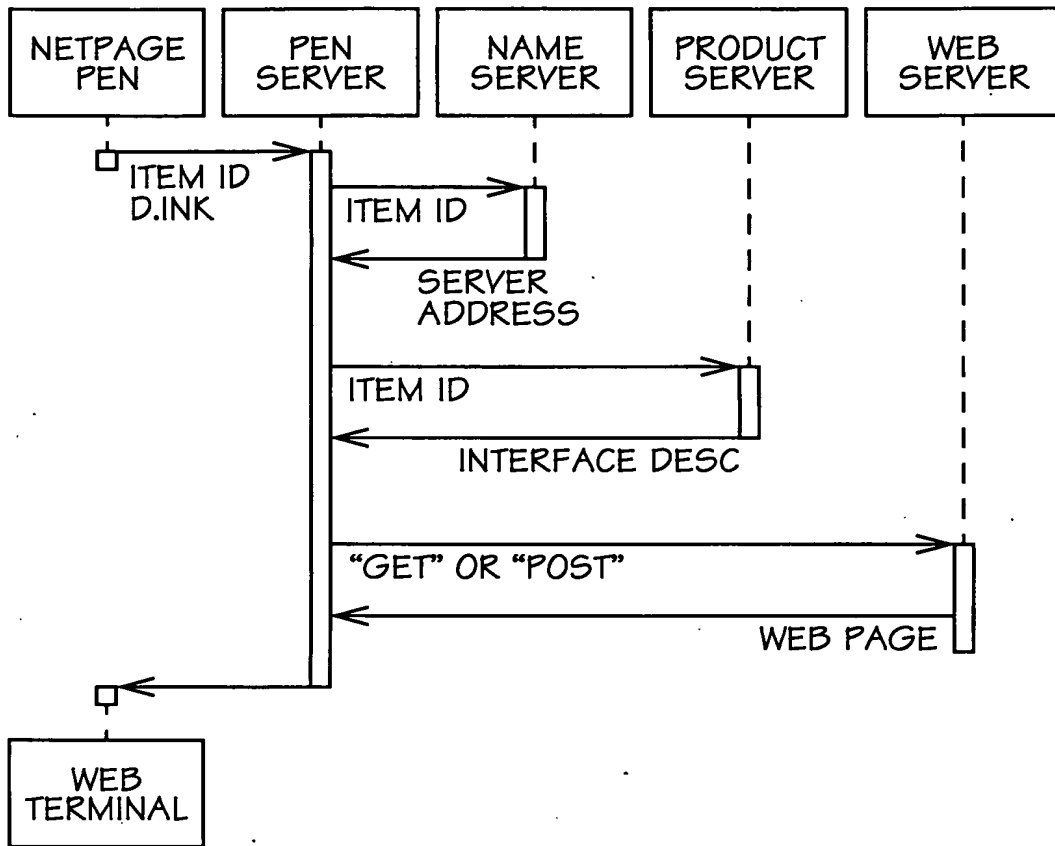 NETPAGE
PEN
PEN
SERVER
NAME
SERVER
PRODUCT
SERVER
WEB
SERVER
ITEM ID
D.INK
ITEM ID
SERVER
ADDRESS
ITEM ID
INTERFACE DESC
“GET” OR “POST”
WEB PAGE
WEB
TERMINAL